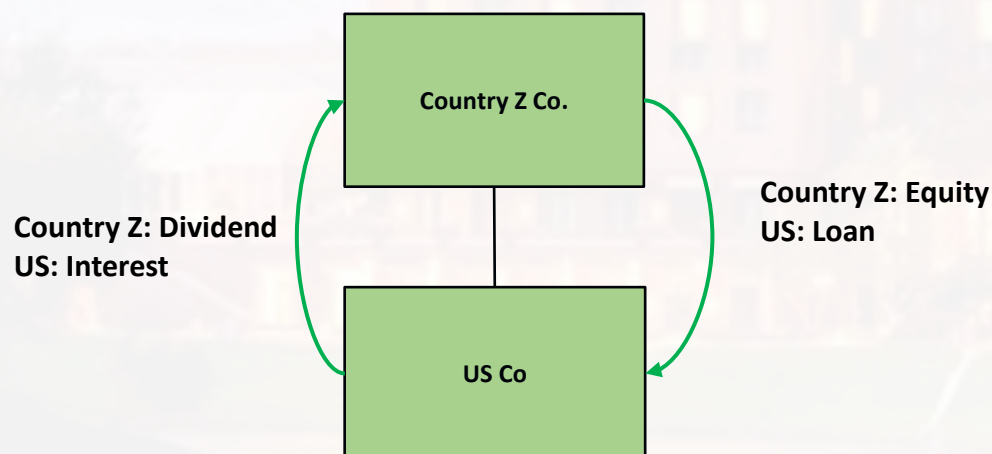 Country Z Co.
Country Z: Dividend
US: Interest
Country Z: Equity
US: Loan
US Co